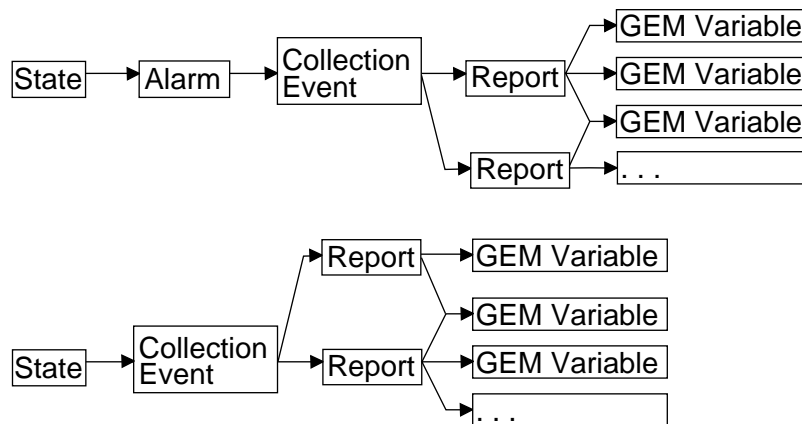 State
Alarm
Collection
Event
Report
Report
GEM Variable
GEM Variable
GEM Variable
. . .
State
Collection
Event
Report
Report
GEM Variable
GEM Variable
GEM Variable
. . .